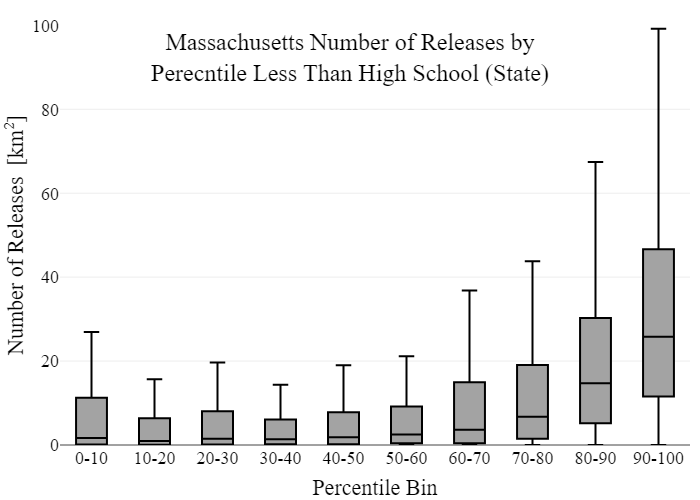 Massachusetts Number of Releases by
Perecntile Less Than High School (State)
Number of Releases [km²]
100
80
60
40
20
0
0-10 10-20 20-30 30-40 40-50 50-60 60-70 70-80 80-90 90-100
Percentile Bin